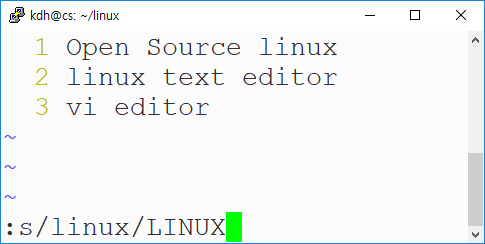 kdh@cs: ~/linux
1 Open Source linux
2 linux text editor
3 vi editor
~
~
~
:s/linux/LINUX